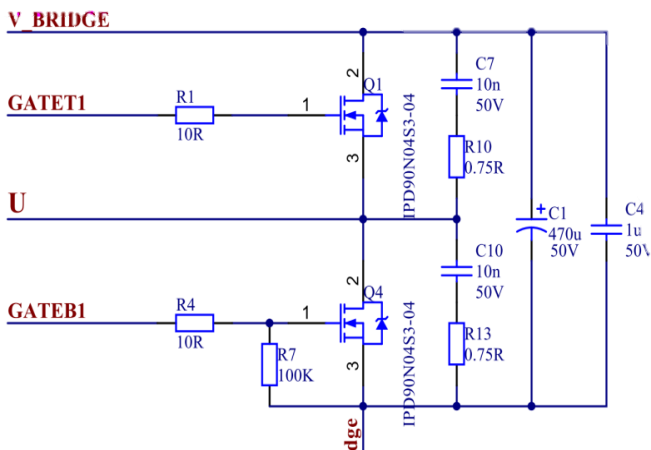 V_BRIDGE
C7
10n
50V
2
Q1
GATET1
R1
10R
1
3
IPD90N04S3-04
R10
0.75R
U
+
C1
470u
50V
C4
1u
50V
C10
10n
50V
2
Q4
GATEB1
R4
10R
1
3
IPD90N04S3-04
R7
100K
R13
0.75R
dge